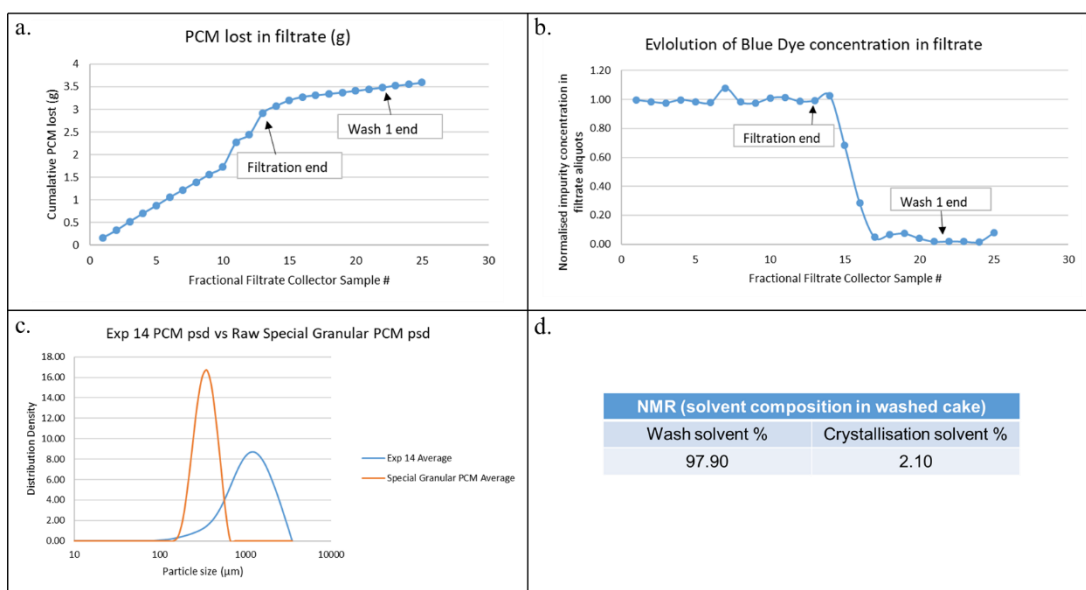 a.
PCM lost in filtrate (g)
Cumalative PCM lost (g)
4
3.5
3
2.5
2
1.5
1
0.5
0
Wash 1 end
Filtration end
0 5 10 15 20 25 30
Fractional Filtrate Collector Sample #
b.
Evlolution of Blue Dye concentration in filtrate
Normalised impurity concentration in
filtrate aliquots
1.20
1.00
0.80
0.60
0.40
0.20
0.00
Filtration end
Wash 1 end
0 5 10 15 20 25 30
Fractional Filtrate Collector Sample #
c.
Exp 14 PCM psd vs Raw Special Granular PCM psd
Distribution Density
18.00
16.00
14.00
12.00
10.00
8.00
6.00
4.00
2.00
0.00
Exp 14 Average
Special Granular PCM Average
10 100 1000 10000
Particle size (μm)
d.
NMR (solvent composition in washed cake)
Wash solvent % Crystallisation solvent %
97.90 2.10